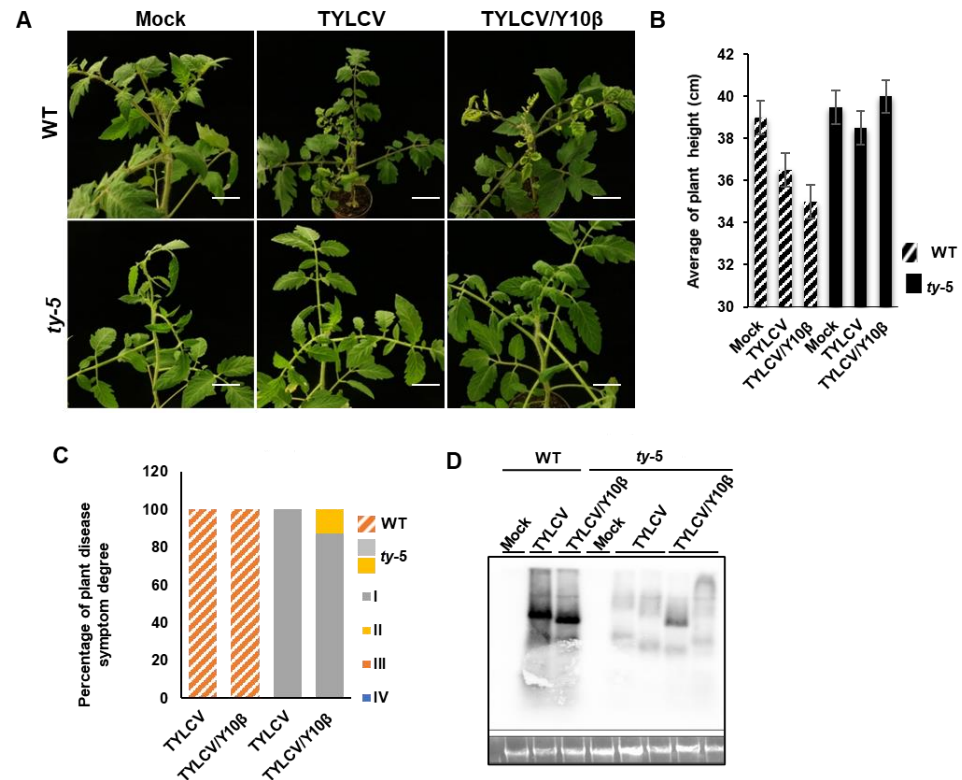 A
Mock
TYLCV
TYLCV/Y10β
WT
ty-5
B
Average of plant height (cm)
42
40
38
36
34
32
30
Mock
TYLCV
TYLCV/Y10β
Mock
TYLCV
TYLCV/Y10β
WT
ty-5
C
Percentage of plant disease
symptom degree
120
100
80
60
40
20
0
TYLCV
TYLCV/Y10β
TYLCV
TYLCV/Y10β
WT
ty-5
I
II
III
IV
D
WT
ty-5
Mock
TYLCV
TYLCV/Y10β
Mock
TYLCV
TYLCV/Y10β